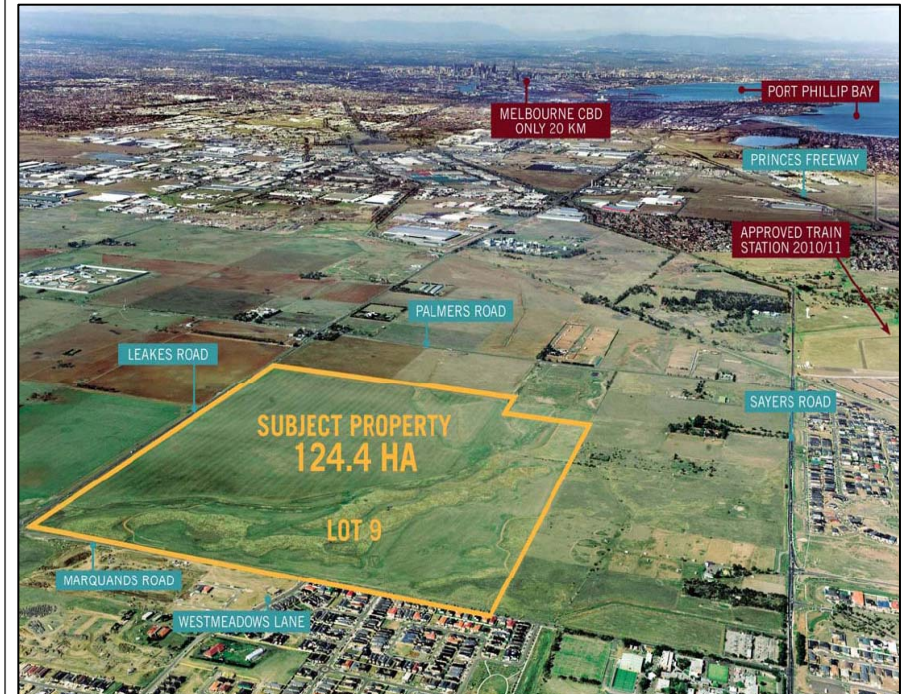 PORT PHILLIP BAY
MELBOURNE CBD
ONLY 20 KM
PRINCES FREEWAY
APPROVED TRAIN
STATION 2010/11
PALMERS ROAD
LEAKES ROAD
SAYERS ROAD
SUBJECT PROPERTY
124.4 HA
LOT 9
MARQUANDS ROAD
WESTMEADOWS LANE